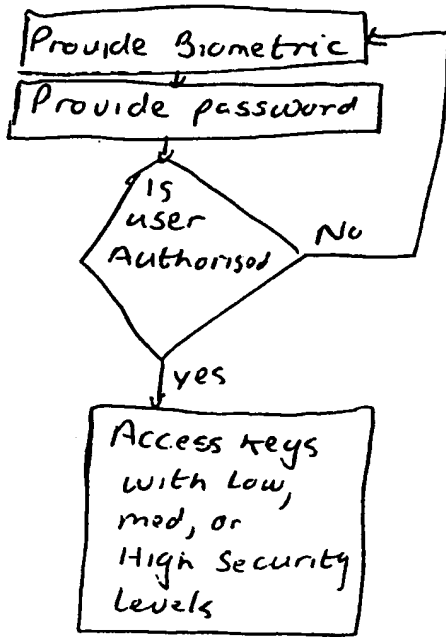 Provide Biometric
Provide password
Is
user
Authorised
No
yes
Access keys
with Low,
med, or
High Security
Levels